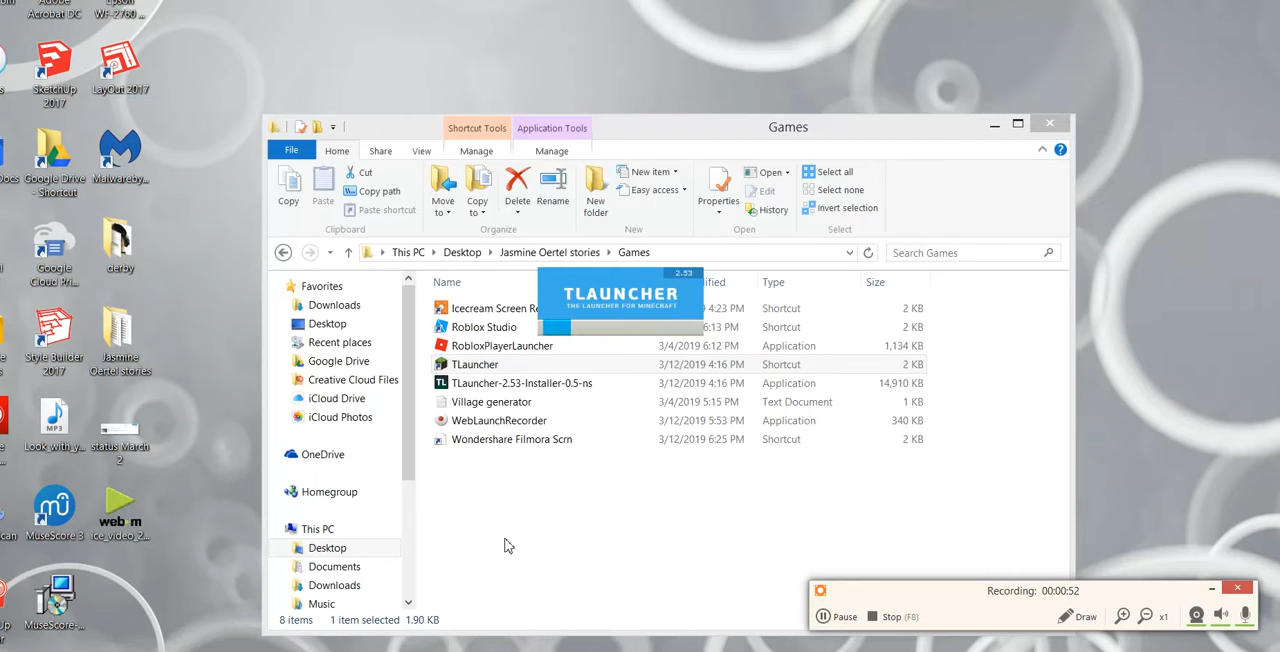 Adobe
Acrobat DC
Epson
WF-2760 ...
SketchUp
2017
LayOut 2017
Google Drive
- Shortcut
Malwareby...
Google
Cloud Pri...
derby
Style Builder
2017
Jasmine
Oertel stories
MP3
Look_with_y...
status March
2
MuseScore 3
webm
ice_video_2...
MuseScore-...
Shortcut Tools
Application Tools
Games
File
Home
Share
View
Manage
Manage
Copy
Paste
Cut
Copy path
Paste shortcut
Clipboard
Move
to
Copy
to
Delete
Rename
Organize
New
folder
New item
Easy access
New
Properties
Open
Edit
History
Open
Select all
Select none
Invert selection
Select
This PC
Desktop
Jasmine Oertel stories
Games
Search Games
Favorites
Downloads
Desktop
Recent places
Google Drive
Creative Cloud Files
iCloud Drive
iCloud Photos
OneDrive
Homegroup
This PC
Desktop
Documents
Downloads
Music
Name
Type
Size
2.53
TLAUNCHER
THE LAUNCHER FOR MINECRAFT
Icecream Screen Re
4:23 PM Shortcut 2 KB
Roblox Studio 6:13 PM Shortcut 2 KB
RobloxPlayerLauncher 3/4/2019 6:12 PM Application 1,134 KB
TLauncher 3/12/2019 4:16 PM Shortcut 2 KB
TL TLauncher-2.53-Installer-0.5-ns 3/12/2019 4:16 PM Application 14,910 KB
Village generator 3/4/2019 5:15 PM Text Document 1 KB
WebLaunchRecorder 3/12/2019 5:53 PM Application 340 KB
Wondershare Filmora Scrn 3/12/2019 6:25 PM Shortcut 2 KB
8 items 1 item selected 1.90 KB
Recording: 00:00:52
Pause
Stop (F8)
Draw
x1